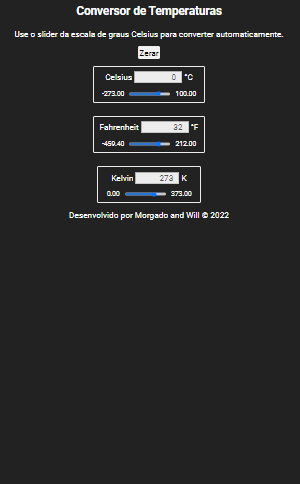 Conversor de Temperaturas
Use o slider da escala de graus Celsius para converter automaticamente.
Zerar
Celsius 0 °C
-273.00 100.00
Fahrenheit 32 °F
-459.40 212.00
Kelvin 273 K
0.00 373.00
Desenvolvido por Morgado and Will © 2022